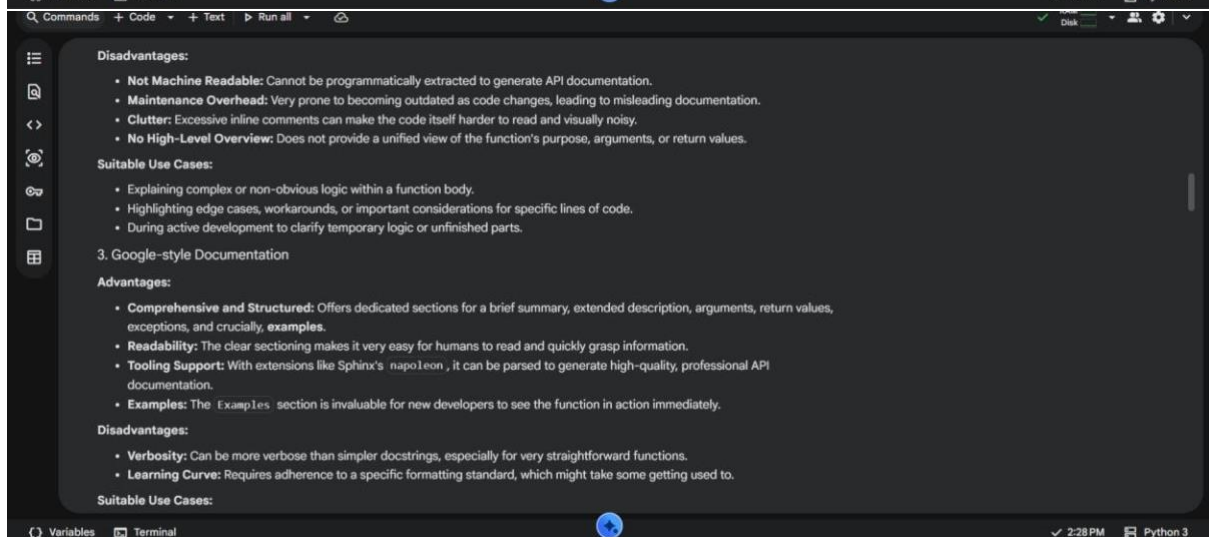 Commands + Code + Text Run all
Disk
Disadvantages:
• Not Machine Readable: Cannot be programmatically extracted to generate API documentation.
• Maintenance Overhead: Very prone to becoming outdated as code changes, leading to misleading documentation.
• Clutter: Excessive inline comments can make the code itself harder to read and visually noisy.
• No High-Level Overview: Does not provide a unified view of the function's purpose, arguments, or return values.
Suitable Use Cases:
• Explaining complex or non-obvious logic within a function body.
• Highlighting edge cases, workarounds, or important considerations for specific lines of code.
• During active development to clarify temporary logic or unfinished parts.
3. Google-style Documentation
Advantages:
• Comprehensive and Structured: Offers dedicated sections for a brief summary, extended description, arguments, return values,
exceptions, and crucially, examples.
• Readability: The clear sectioning makes it very easy for humans to read and quickly grasp information.
• Tooling Support: With extensions like Sphinx's napoleon, it can be parsed to generate high-quality, professional API
documentation.
• Examples: The Examples section is invaluable for new developers to see the function in action immediately.
Disadvantages:
• Verbosity: Can be more verbose than simpler docstrings, especially for very straightforward functions.
• Learning Curve: Requires adherence to a specific formatting standard, which might take some getting used to.
Suitable Use Cases:
{} Variables Terminal 2:28 PM Python 3